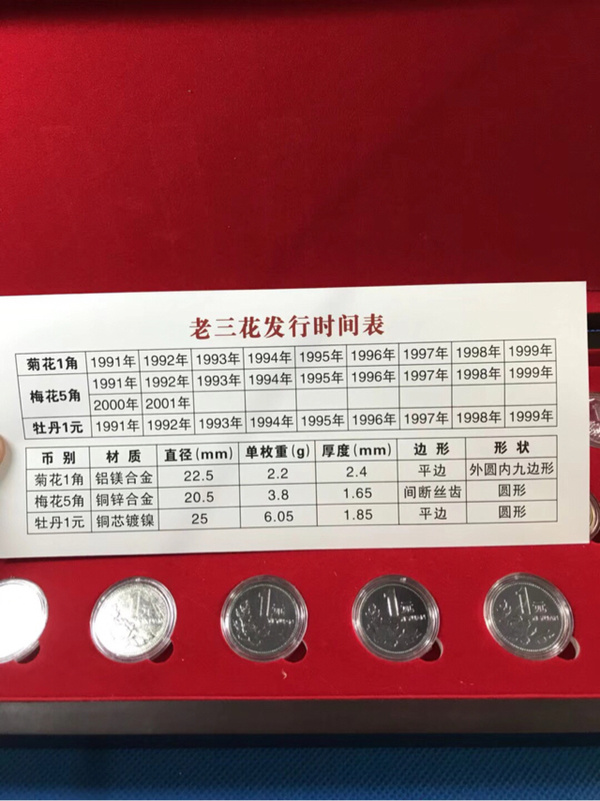 老三花发行时间表
菊花1角 1991年 1992年 1993年 1994年 1995年 1996年 1997年 1998年 1999年
梅花5角 1991年 1992年 1993年 1994年 1995年 1996年 1997年 1998年 1999年
2000年 2001年
牡丹1元 1991年 1992年 1993年 1994年 1995年 1996年 1997年 1998年 1999年
币别 材质 直径(mm) 单枚重(g) 厚度(mm) 边形 形状
菊花1角 铝镁合金 22.5 2.2 2.4 平边 外圆内九边形
梅花5角 铜锌合金 20.5 3.8 1.65 间断丝齿 圆形
牡丹1元 铜芯镀镍 25 6.05 1.85 平边 圆形
1
1
1
1